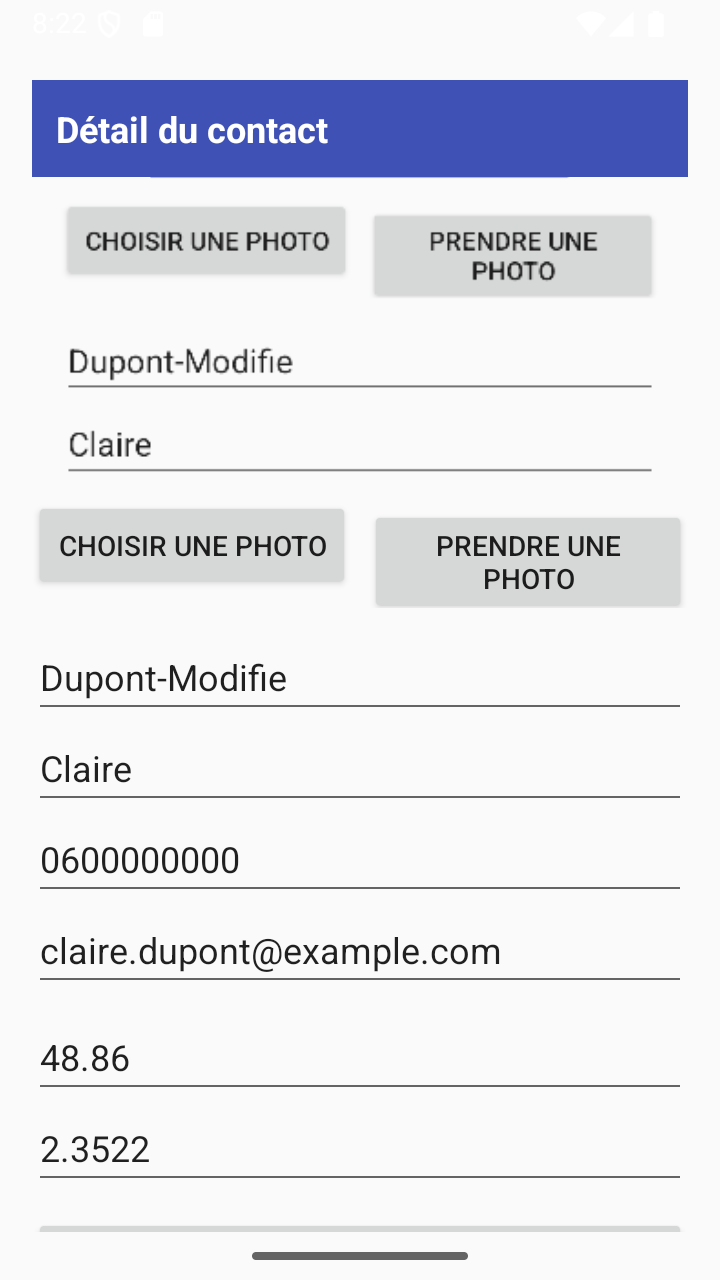 8:22
Détail du contact
CHOISIR UNE PHOTO
PRENDRE UNE
PHOTO
Dupont-Modifie
Claire
CHOISIR UNE PHOTO
PRENDRE UNE
PHOTO
Dupont-Modifie
Claire
0600000000
claire.dupont@example.com
48.86
2.3522